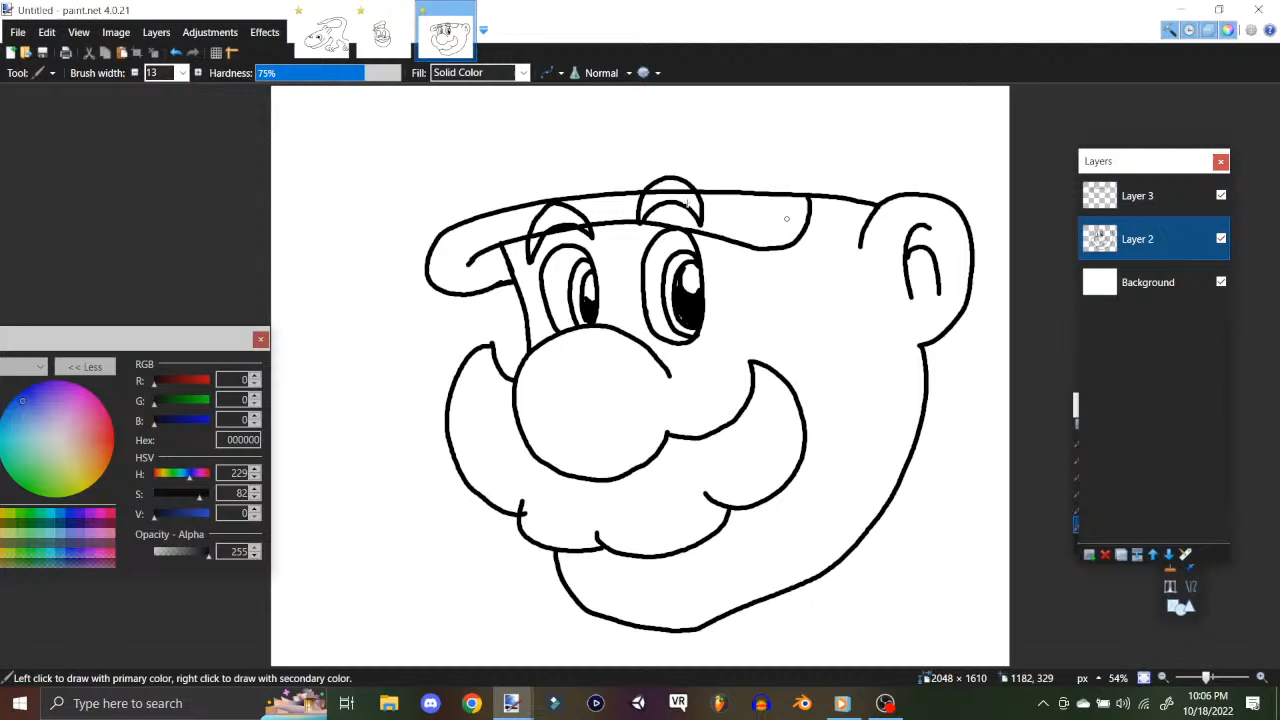 Untitled - paint.net 4.0.21
File Edit View Image Layers Adjustments Effects
Tool: Brush width: 13 Hardness: 75% Fill: Solid Color Normal
Layers
Layer 3
Layer 2
Background
<< Less
RGB
R: 0
G: 0
B: 0
Hex: 000000
HSV
H: 229
S: 82
V: 0
Opacity - Alpha
255
Left click to draw with primary color, right click to draw with secondary color.
2048 × 1610 1182, 329 px 54%
Type here to search
VR
10:06 PM
10/18/2022